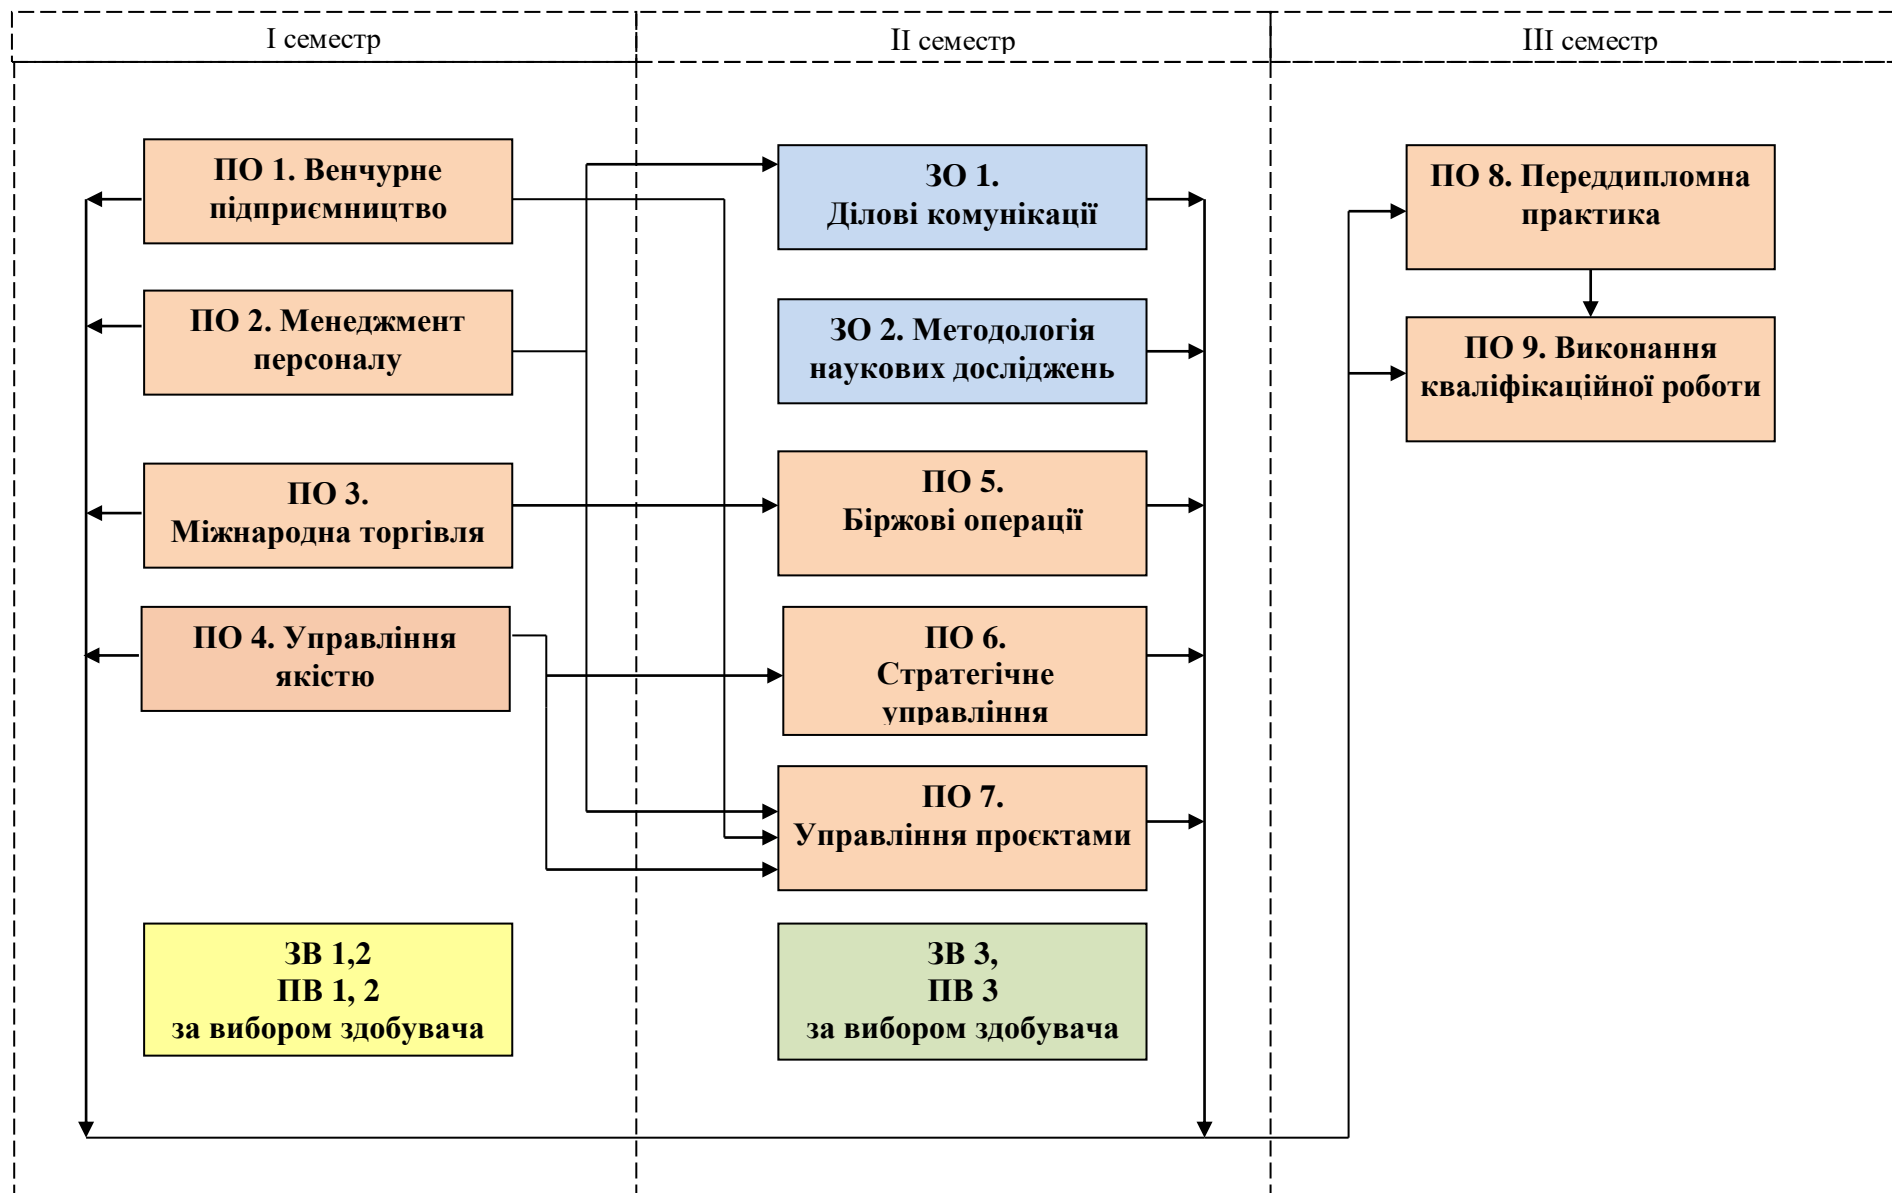 І семестр
ІІ семестр
ІІІ семестр
ПО 1. Венчурне
підприємництво
ПО 2. Менеджмент
персоналу
ПО 3.
Міжнародна торгівля
ПО 4. Управління
якістю
ЗВ 1,2
ПВ 1, 2
за вибором здобувача
ЗО 1.
Ділові комунікації
ЗО 2. Методологія
наукових досліджень
ПО 5.
Біржові операції
ПО 6.
Стратегічне
управління
ПО 7.
Управління проєктами
ЗВ 3,
ПВ 3
за вибором здобувача
ПО 8. Переддипломна
практика
ПО 9. Виконання
кваліфікаційної роботи